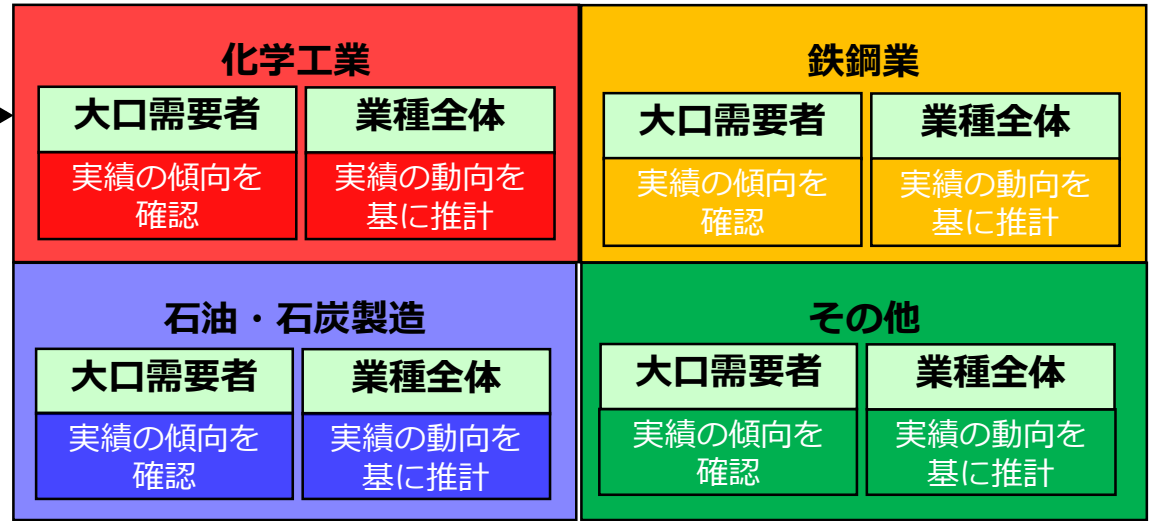 化学工業
大口需要者
業種全体
実績の傾向を
確認
実績の動向を
基に推計
鉄鋼業
大口需要者
業種全体
実績の傾向を
確認
実績の動向を
基に推計
石油・石炭製造
大口需要者
業種全体
実績の傾向を
確認
実績の動向を
基に推計
その他
大口需要者
業種全体
実績の傾向を
確認
実績の動向を
基に推計